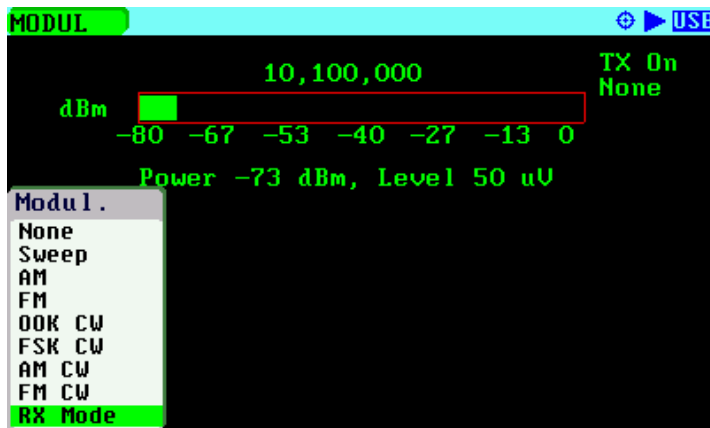 MODUL
USB
10,100,000
TX On
None
dBm
-80 -67 -53 -40 -27 -13 0
Power -73 dBm, Level 50 uV
Modul.
None
Sweep
AM
FM
OOK CW
FSK CW
AM CW
FM CW
RX Mode